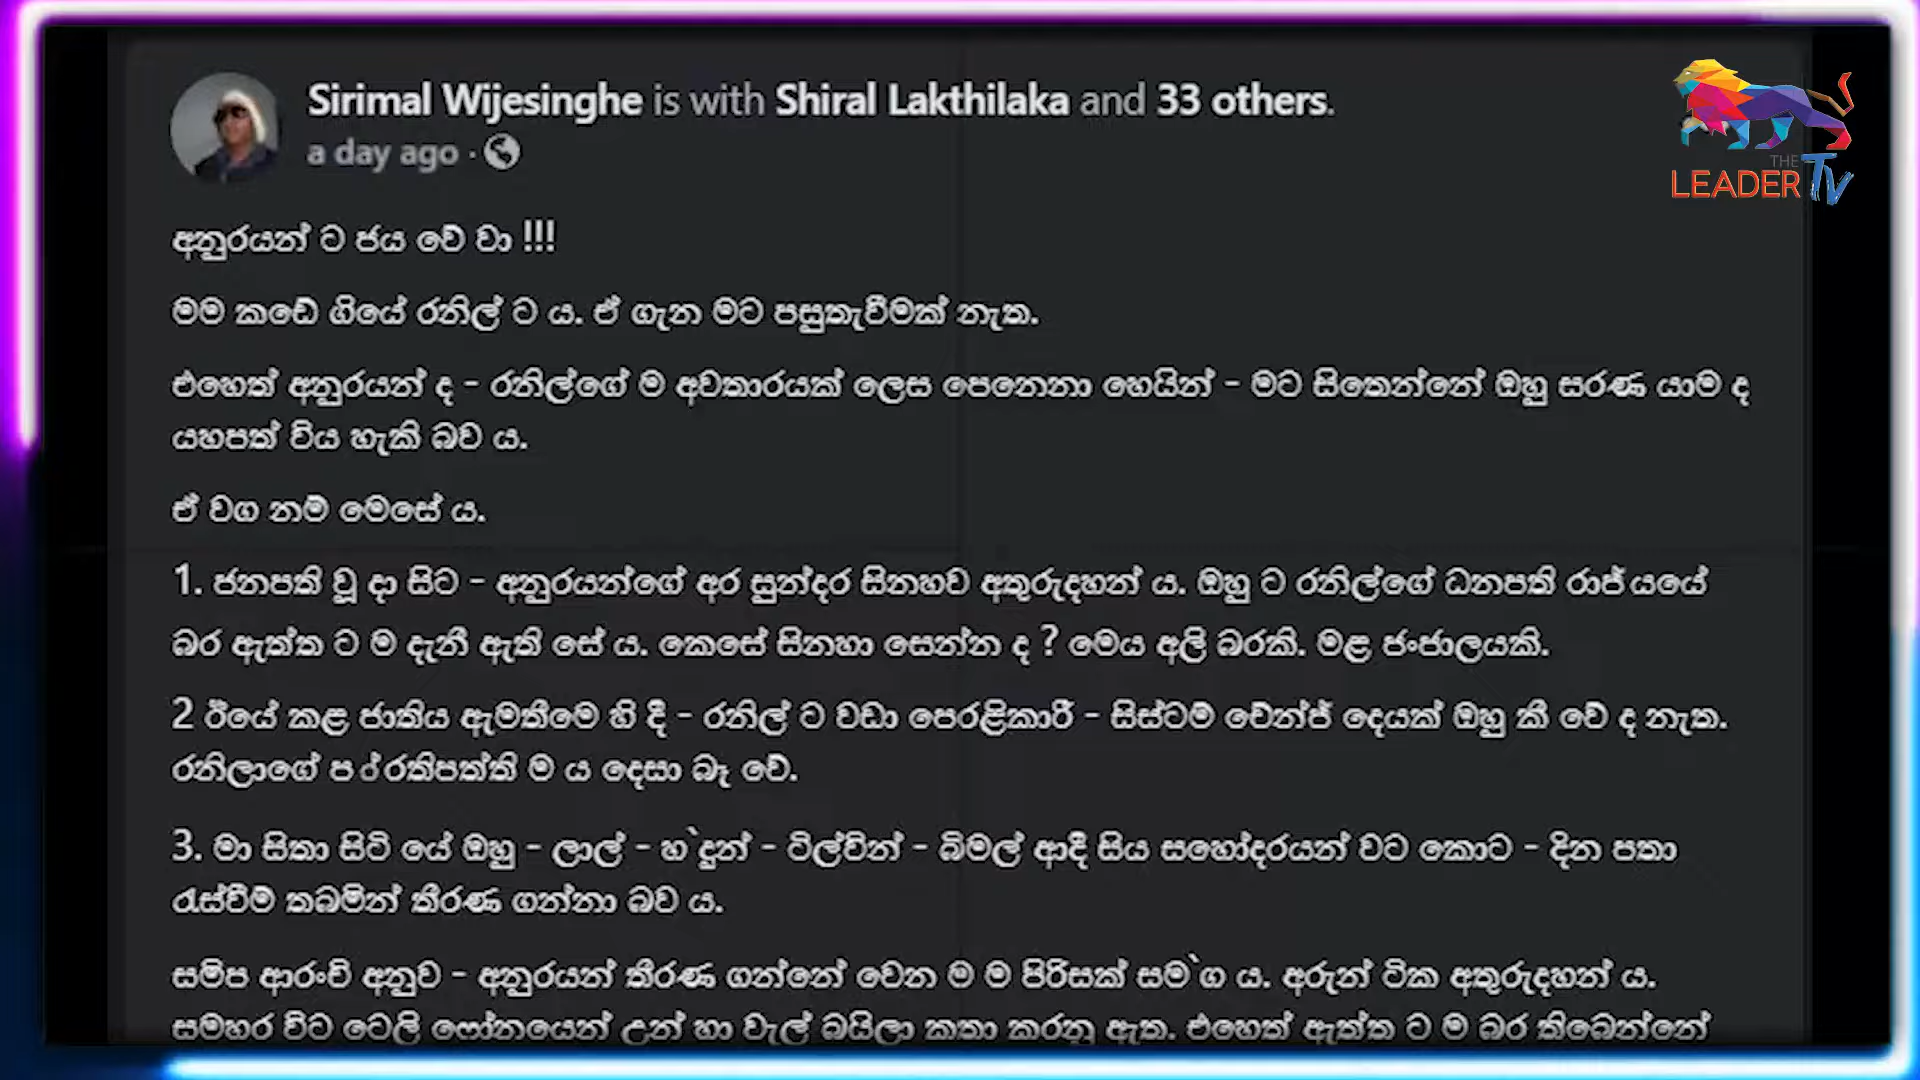 Sirimal Wijesinghe is with Shiral Lakthilaka and 33 others.
a day ago ·
THE
LEADER TV
අනුරයන් ට ජය වේ වා !!!
මම කඩේ ගියේ රනිල් ට ය. ඒ ගැන මට පසුතැවීමක් නැත.
එහෙත් අනුරයන් ද - රනිල්ගේ ම අවතාරයක් ලෙස පෙනෙනා හෙයින් - මට සිතෙන්නේ ඔහු සරණ යාම ද
යහපත් විය හැකි බව ය.
ඒ වග නම් මෙසේ ය.
1. ජනපති වූ දා සිට - අනුරයන්ගේ අර සුන්දර සිනහව අතුරුදහන් ය. ඔහු ට රනිල්ගේ ධනපති රාජ් යයේ
බර ඇත්ත ට ම දැනී ඇති සේ ය. කෙසේ සිනහා සෙන්න ද ? මෙය අලි බරකි. මළ ජංජාලයකි.
2 ඊයේ කළ ජාතිය ඇමතීමෙ හි දී - රනිල් ට වඩා පෙරළිකාරී - සිස්ටම් චේන්ජ් දෙයක් ඔහු කී වේ ද නැත.
රනිලාගේ ප ්රතිපත්ති ම ය දෙසා බෑ වේ.
3. මා සිතා සිටි යේ ඔහු - ලාල් - හ`දුන් - ටිල්වින් - බිමල් ආදී සිය සහෝදරයන් වට කොට - දින පතා
රැස්වීම් තබමින් තීරණ ගන්නා බව ය.
සමීප ආරංචි අනුව - අනුරයන් තීරණ ගන්නේ වෙන ම ම පිරිසක් සම`ග ය. අරුන් ටික අතුරුදහන් ය.
සමහර විට ටෙලි ෆෝනයෙන් උන් හා වැල් බයිලා කතා කරනු ඇත. එහෙත් ඇත්ත ට ම බර තිබෙන්නේ